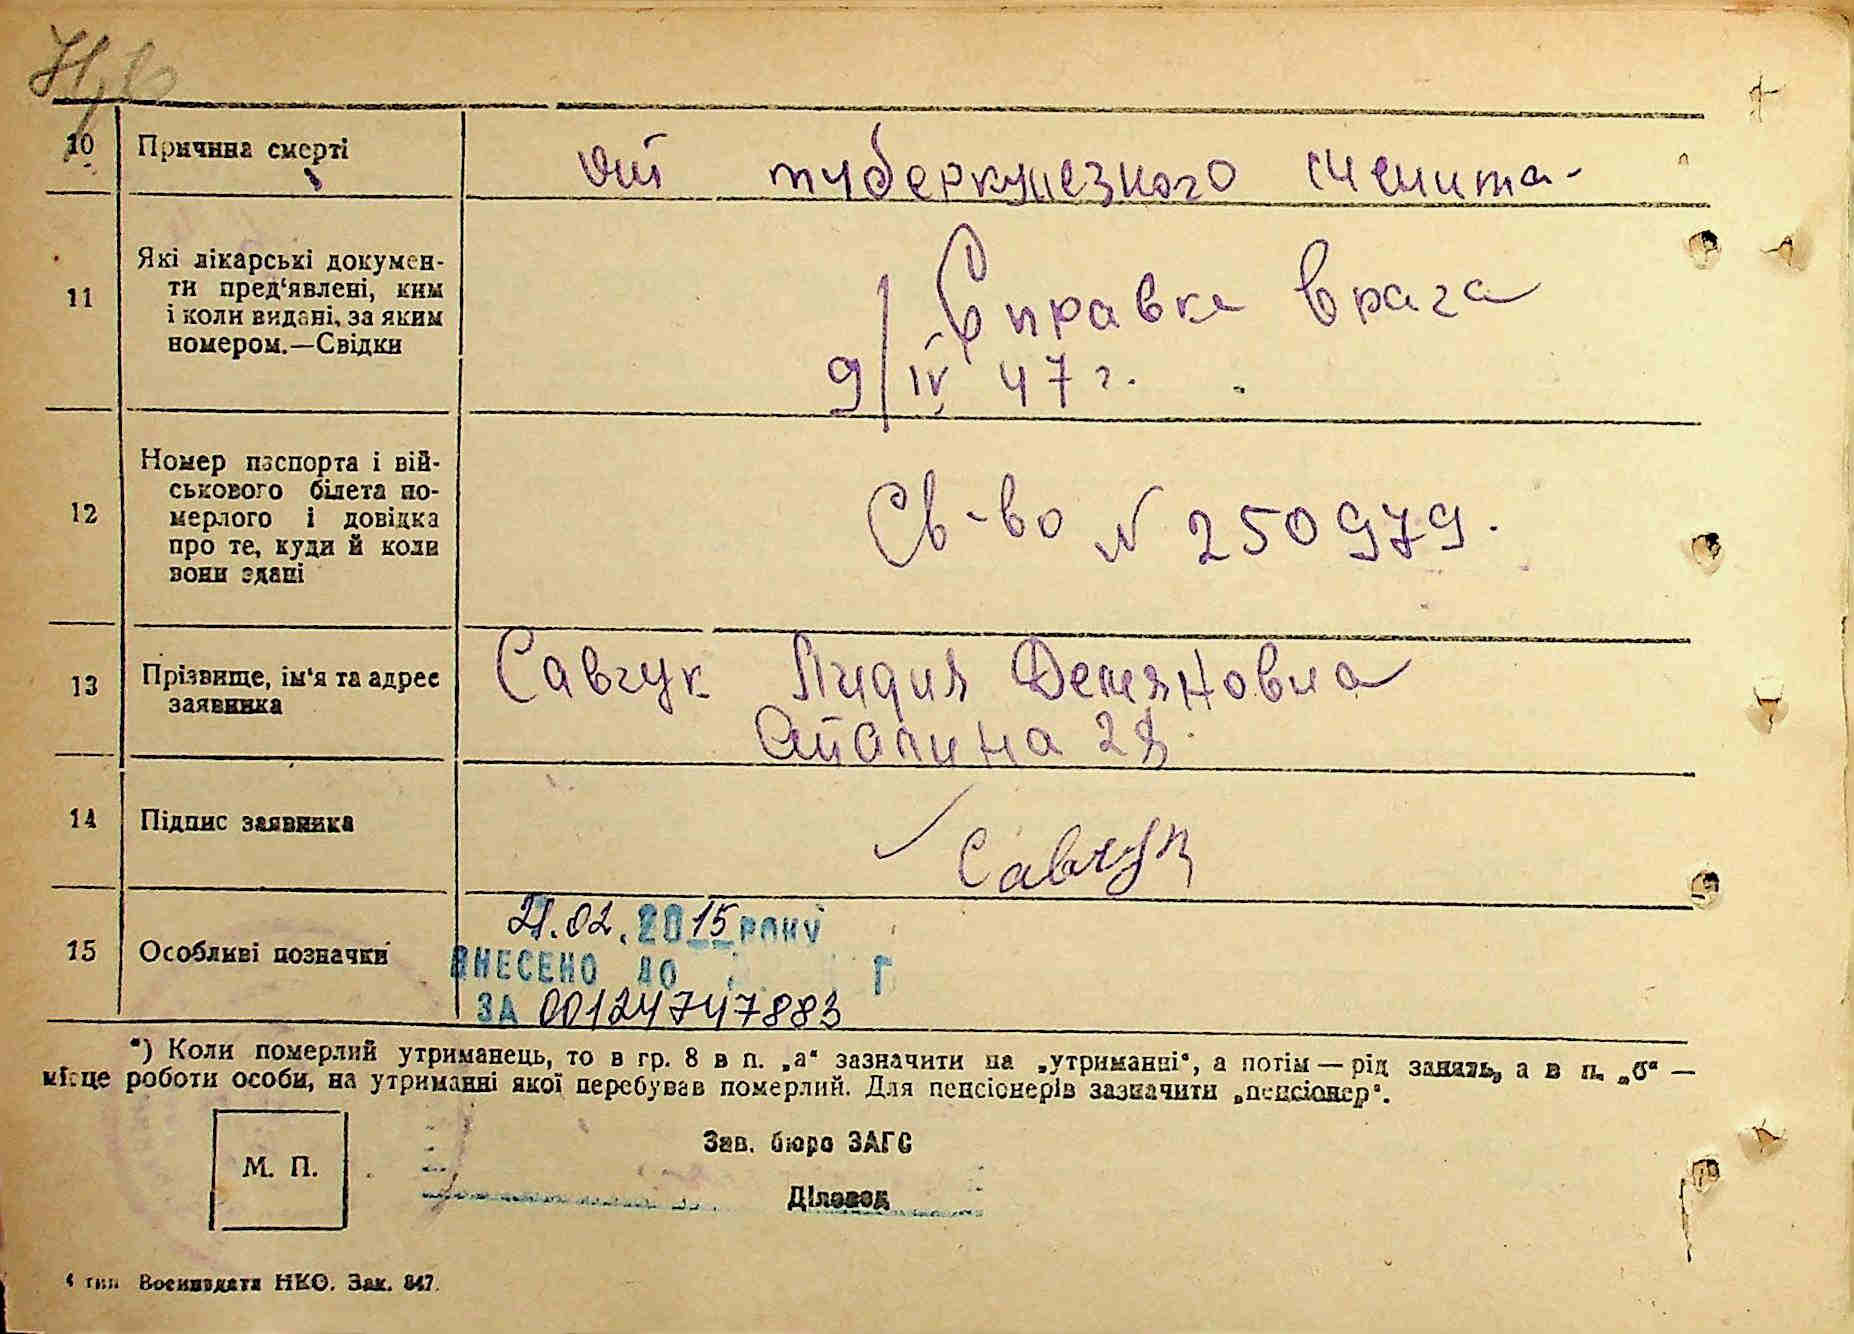 10 Причина смерті от туберкулезного
11 Які лікарські докумен-
ти пред'явлені, ким
і коли видані, за яким
номером.—Свідки
Справка врача
9/IV 47 г.
12 Номер паспорта і вій-
ськового білета по-
мерлого і довідка
про те, куди й коли
вони здані
Св-во N 250979.
13 Прізвище, ім'я та адрес
заявника
Савчук Лидия Демяновна
28
14 Підпис заявника Савчук
15 Особливі позначки
21.02.2015 РОКУ
ВНЕСЕНО ДО Г
ЗА 00124747883
*) Коли померлий утриманець, то в гр. 8 в п. „а“ зазначити на „утриманні“, а потім — рід занять, а в п. „б“ —
місце роботи особи, на утриманні якої перебував померлий. Для пенсіонерів зазначити „пенсіонер“.
М. П.
Зав. бюро ЗАГС
Діловод
4 тип Воениздата НКО. Зак. 847.